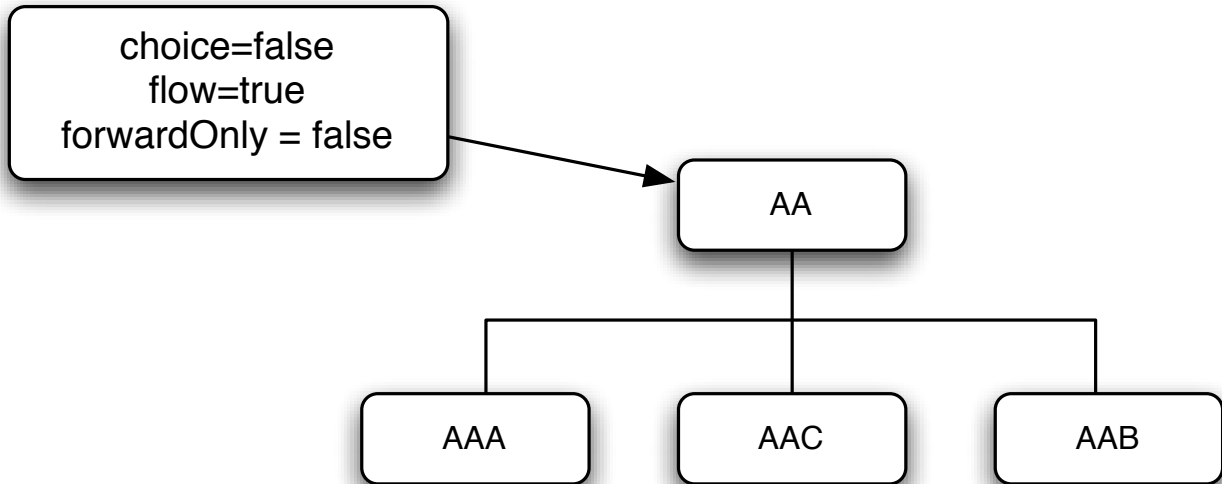 choice=false
flow=true
forwardOnly = false
AA
AAA
AAC
AAB